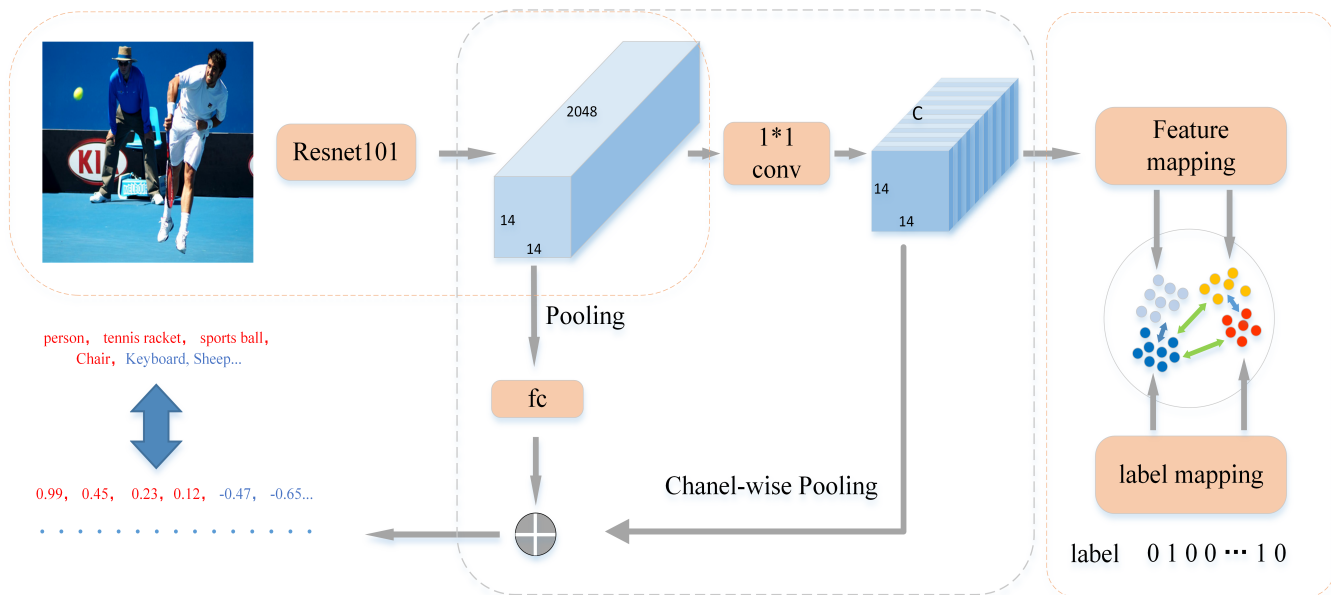 KI
Resnet101
2048
14
14
1*1
conv
C
14
14
Feature
mapping
Pooling
person， tennis racket， sports ball，
Chair，Keyboard, Sheep...
fc
0.99， 0.45， 0.23，0.12，-0.47， -0.65...
Chanel-wise Pooling
label mapping
label 0 1 0 0 ··· 1 0